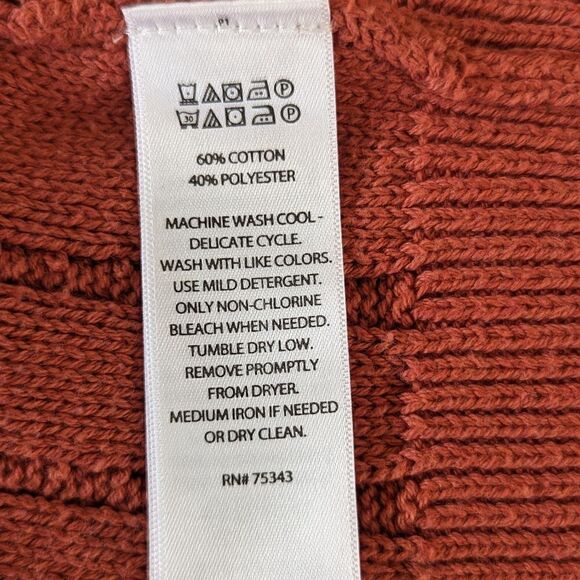 60% COTTON
40% POLYESTER
MACHINE WASH COOL -
DELICATE CYCLE.
WASH WITH LIKE COLORS.
USE MILD DETERGENT.
ONLY NON-CHLORINE
BLEACH WHEN NEEDED.
TUMBLE DRY LOW.
REMOVE PROMPTLY
FROM DRYER.
MEDIUM IRON IF NEEDED
OR DRY CLEAN.
RN# 75343